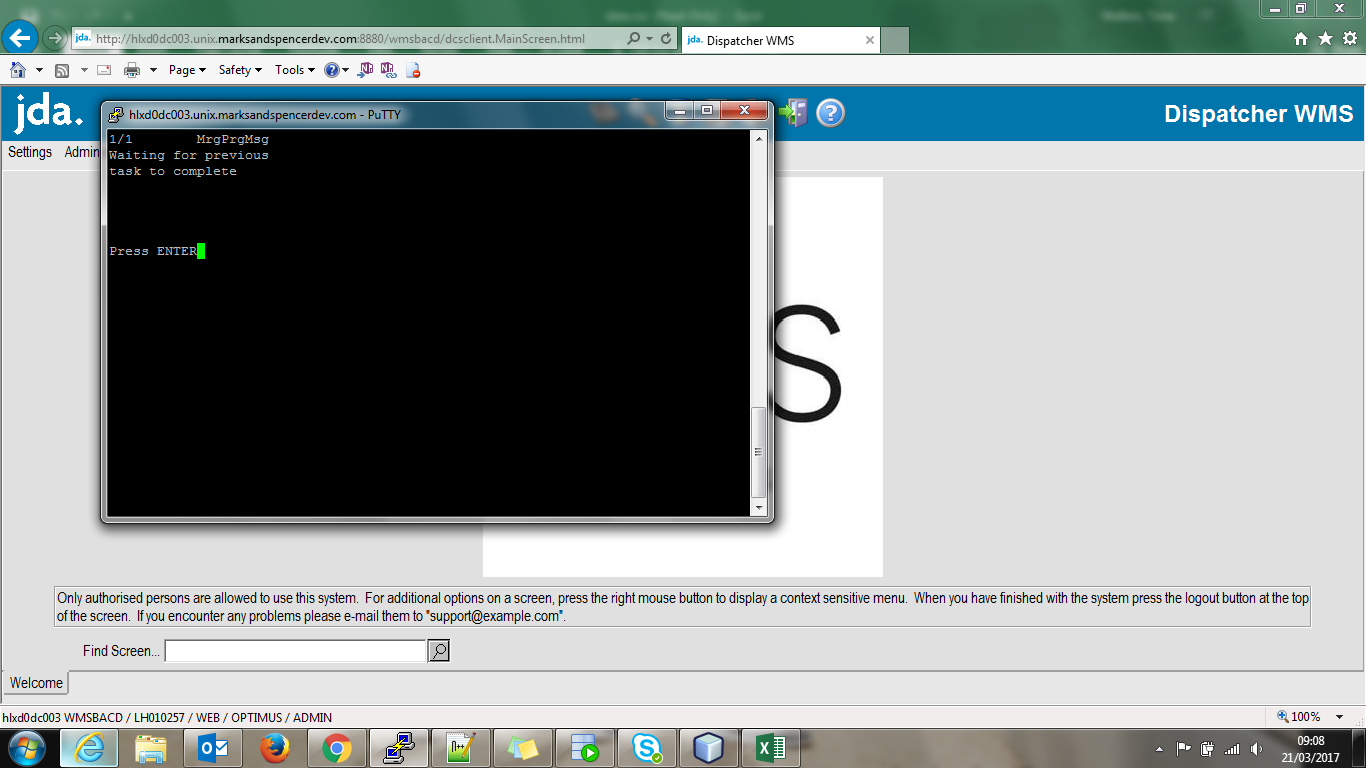 http://hlxd0dc003.unix.marksandspencerdev.com:8880/wmsbacd/dcsclient.MainScreen.html
jda. Dispatcher WMS
Page Safety Tools
jda.
Dispatcher WMS
hlxd0dc003.unix.marksandspencerdev.com - PuTTY
Settings Admin
1/1 MrgPrgMsg
Waiting for previous
task to complete
Press ENTER
S
Only authorised persons are allowed to use this system. For additional options on a screen, press the right mouse button to display a context sensitive menu. When you have finished with the system press the logout button at the top
of the screen. If you encounter any problems please e-mail them to "support@example.com".
Find Screen...
Welcome
hlxd0dc003 WMSBACD / LH010257 / WEB / OPTIMUS / ADMIN
100%
09:08
21/03/2017